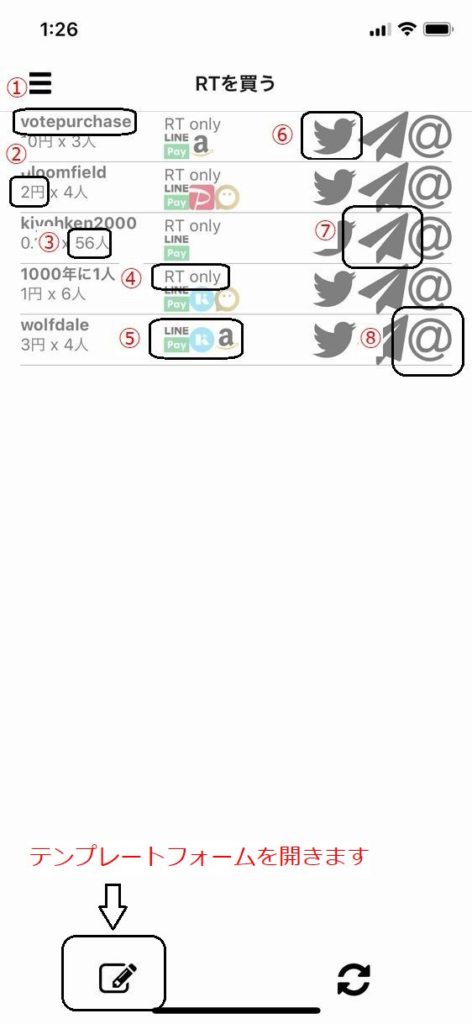 1:26
① RTを買う
votepurchase RT only ⑥ @
0円 x 3人 LINE Pay a
②
bloomfield RT only @
2円 x 4人 LINE Pay
kiyohken2000 RT only ⑦ @
③ 0. x 56人 LINE Pay
1000年に1人 ④ RT only @
1円 x 6人 LINE Pay K
wolfdale ⑤ LINE Pay K a ⑧ @
3円 x 4人
テンプレートフォームを開きます